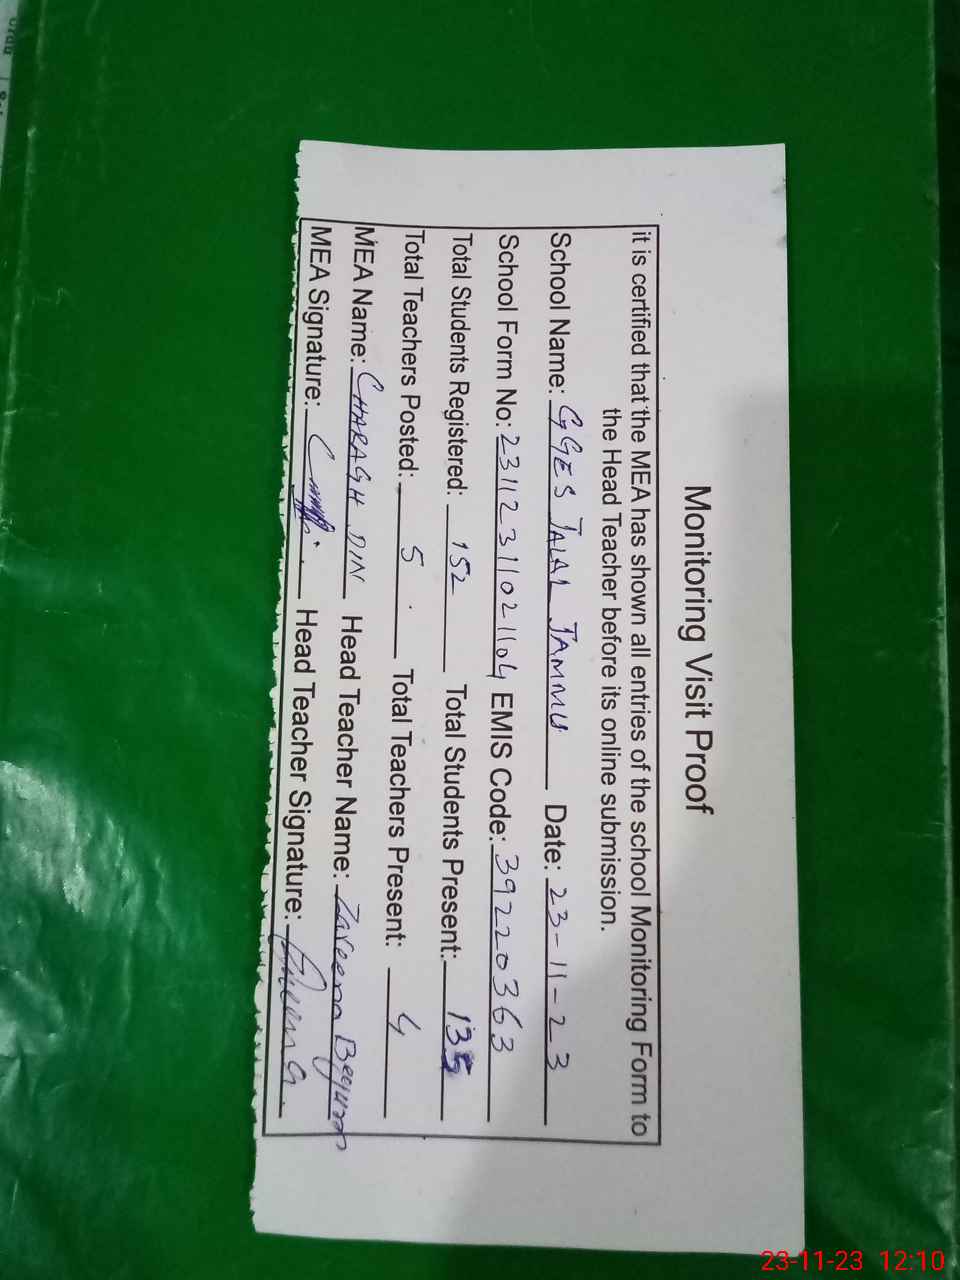 Monitoring Visit Proof
it is certified that the MEA has shown all entries of the school Monitoring Form to
the Head Teacher before its online submission.
School Name: GGES JALAL JAMMU Date: 23-11-23
School Form No: 23112311021104 EMIS Code: 39220363
Total Students Registered: 152 Total Students Present: 135
Total Teachers Posted: 5 Total Teachers Present: 4
MEA Name: CHARAGH DIN Head Teacher Name: Zareena Begum
MEA Signature: Head Teacher Signature:
23-11-23 12:10
Urdu